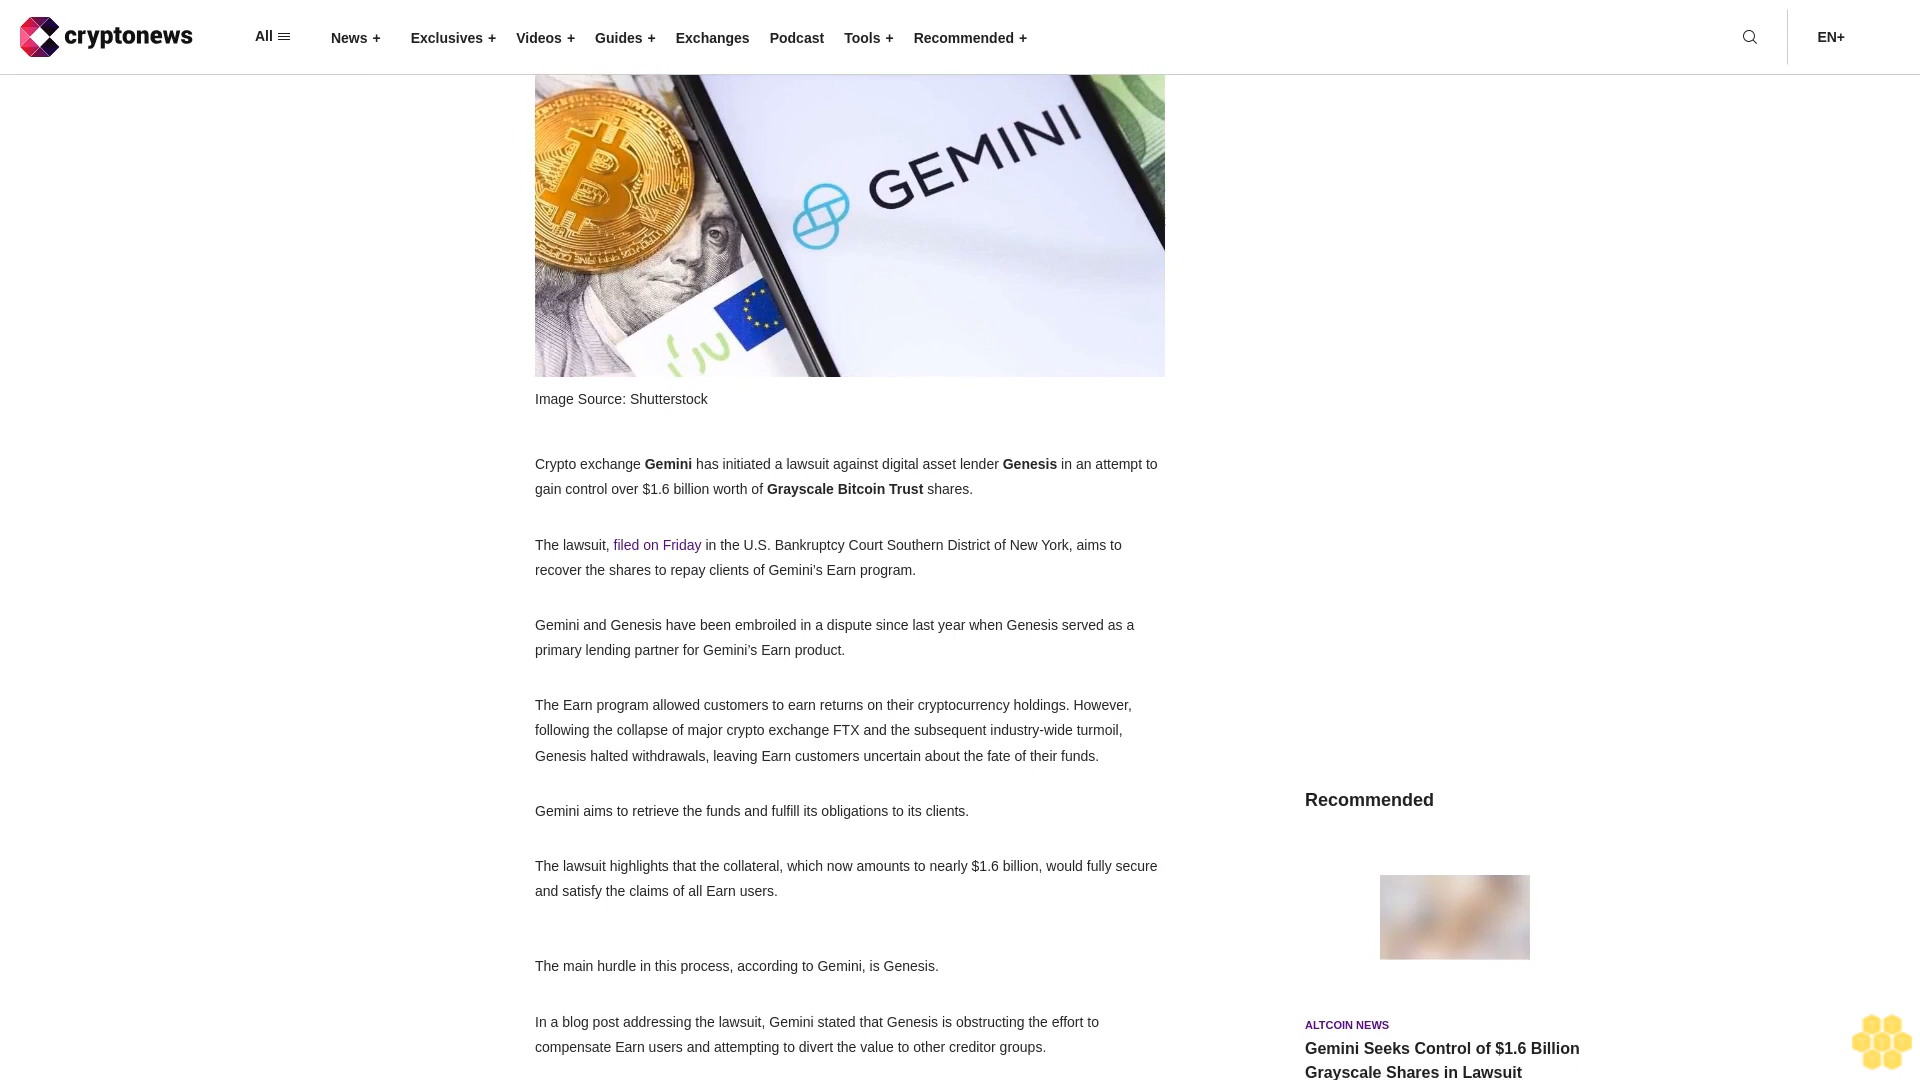 cryptonews
All
News +
Exclusives +
Videos +
Guides +
Exchanges
Podcast
Tools +
Recommended +
EN+
GEMINI
Image Source: Shutterstock
Crypto exchange Gemini has initiated a lawsuit against digital asset lender Genesis in an attempt to
gain control over $1.6 billion worth of Grayscale Bitcoin Trust shares.
The lawsuit, filed on Friday in the U.S. Bankruptcy Court Southern District of New York, aims to
recover the shares to repay clients of Gemini’s Earn program.
Gemini and Genesis have been embroiled in a dispute since last year when Genesis served as a
primary lending partner for Gemini’s Earn product.
The Earn program allowed customers to earn returns on their cryptocurrency holdings. However,
following the collapse of major crypto exchange FTX and the subsequent industry-wide turmoil,
Genesis halted withdrawals, leaving Earn customers uncertain about the fate of their funds.
Gemini aims to retrieve the funds and fulfill its obligations to its clients.
The lawsuit highlights that the collateral, which now amounts to nearly $1.6 billion, would fully secure
and satisfy the claims of all Earn users.
The main hurdle in this process, according to Gemini, is Genesis.
In a blog post addressing the lawsuit, Gemini stated that Genesis is obstructing the effort to
compensate Earn users and attempting to divert the value to other creditor groups.
Recommended
ALTCOIN NEWS
Gemini Seeks Control of $1.6 Billion
Grayscale Shares in Lawsuit